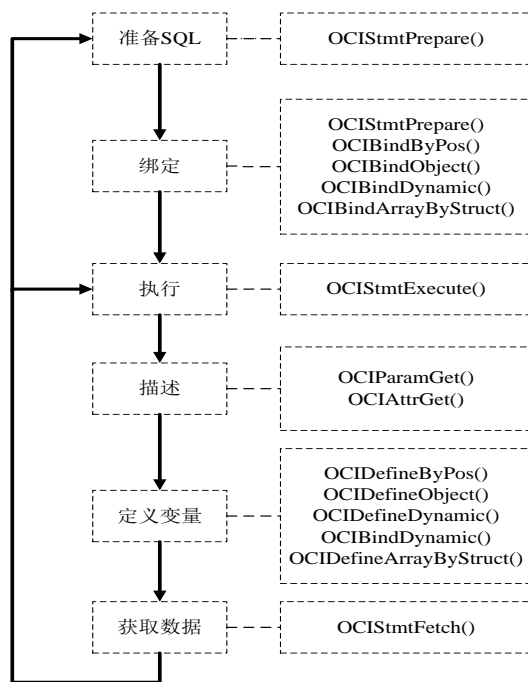 准备SQL
OCIStmtPrepare()
绑定
OCIStmtPrepare()
OCIBindByPos()
OCIBindObject()
OCIBindDynamic()
OCIBindArrayByStruct()
执行
OCIStmtExecute()
描述
OCIParamGet()
OCIAttrGet()
定义变量
OCIDefineByPos()
OCIDefineObject()
OCIDefineDynamic()
OCIBindDynamic()
OCIDefineArrayByStruct()
获取数据
OCIStmtFetch()